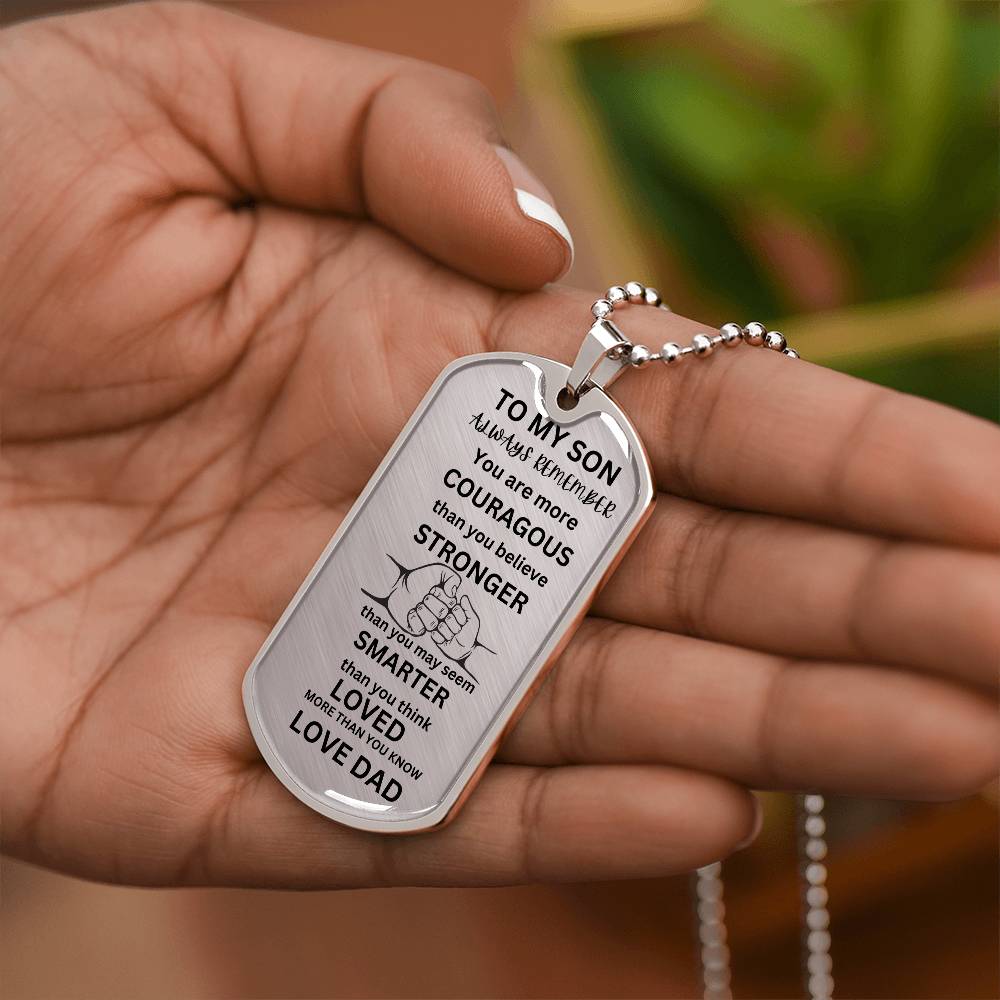 TO MY SON
ALWAYS REMEMBER
You are more
COURAGOUS
than you believe
STRONGER
than you may seem
SMARTER
than you think
LOVED
MORE THAN YOU KNOW
LOVE DAD